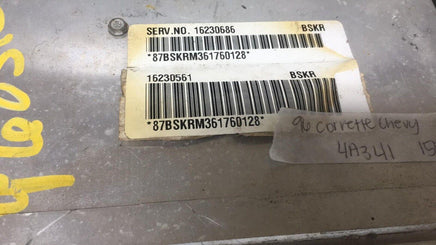 SERV.NO. 16230686 BSKR
*87BSKRM361760128*
16230561 BSKR
*87BSKRM361760128*
96 corvette Chevy
4A341